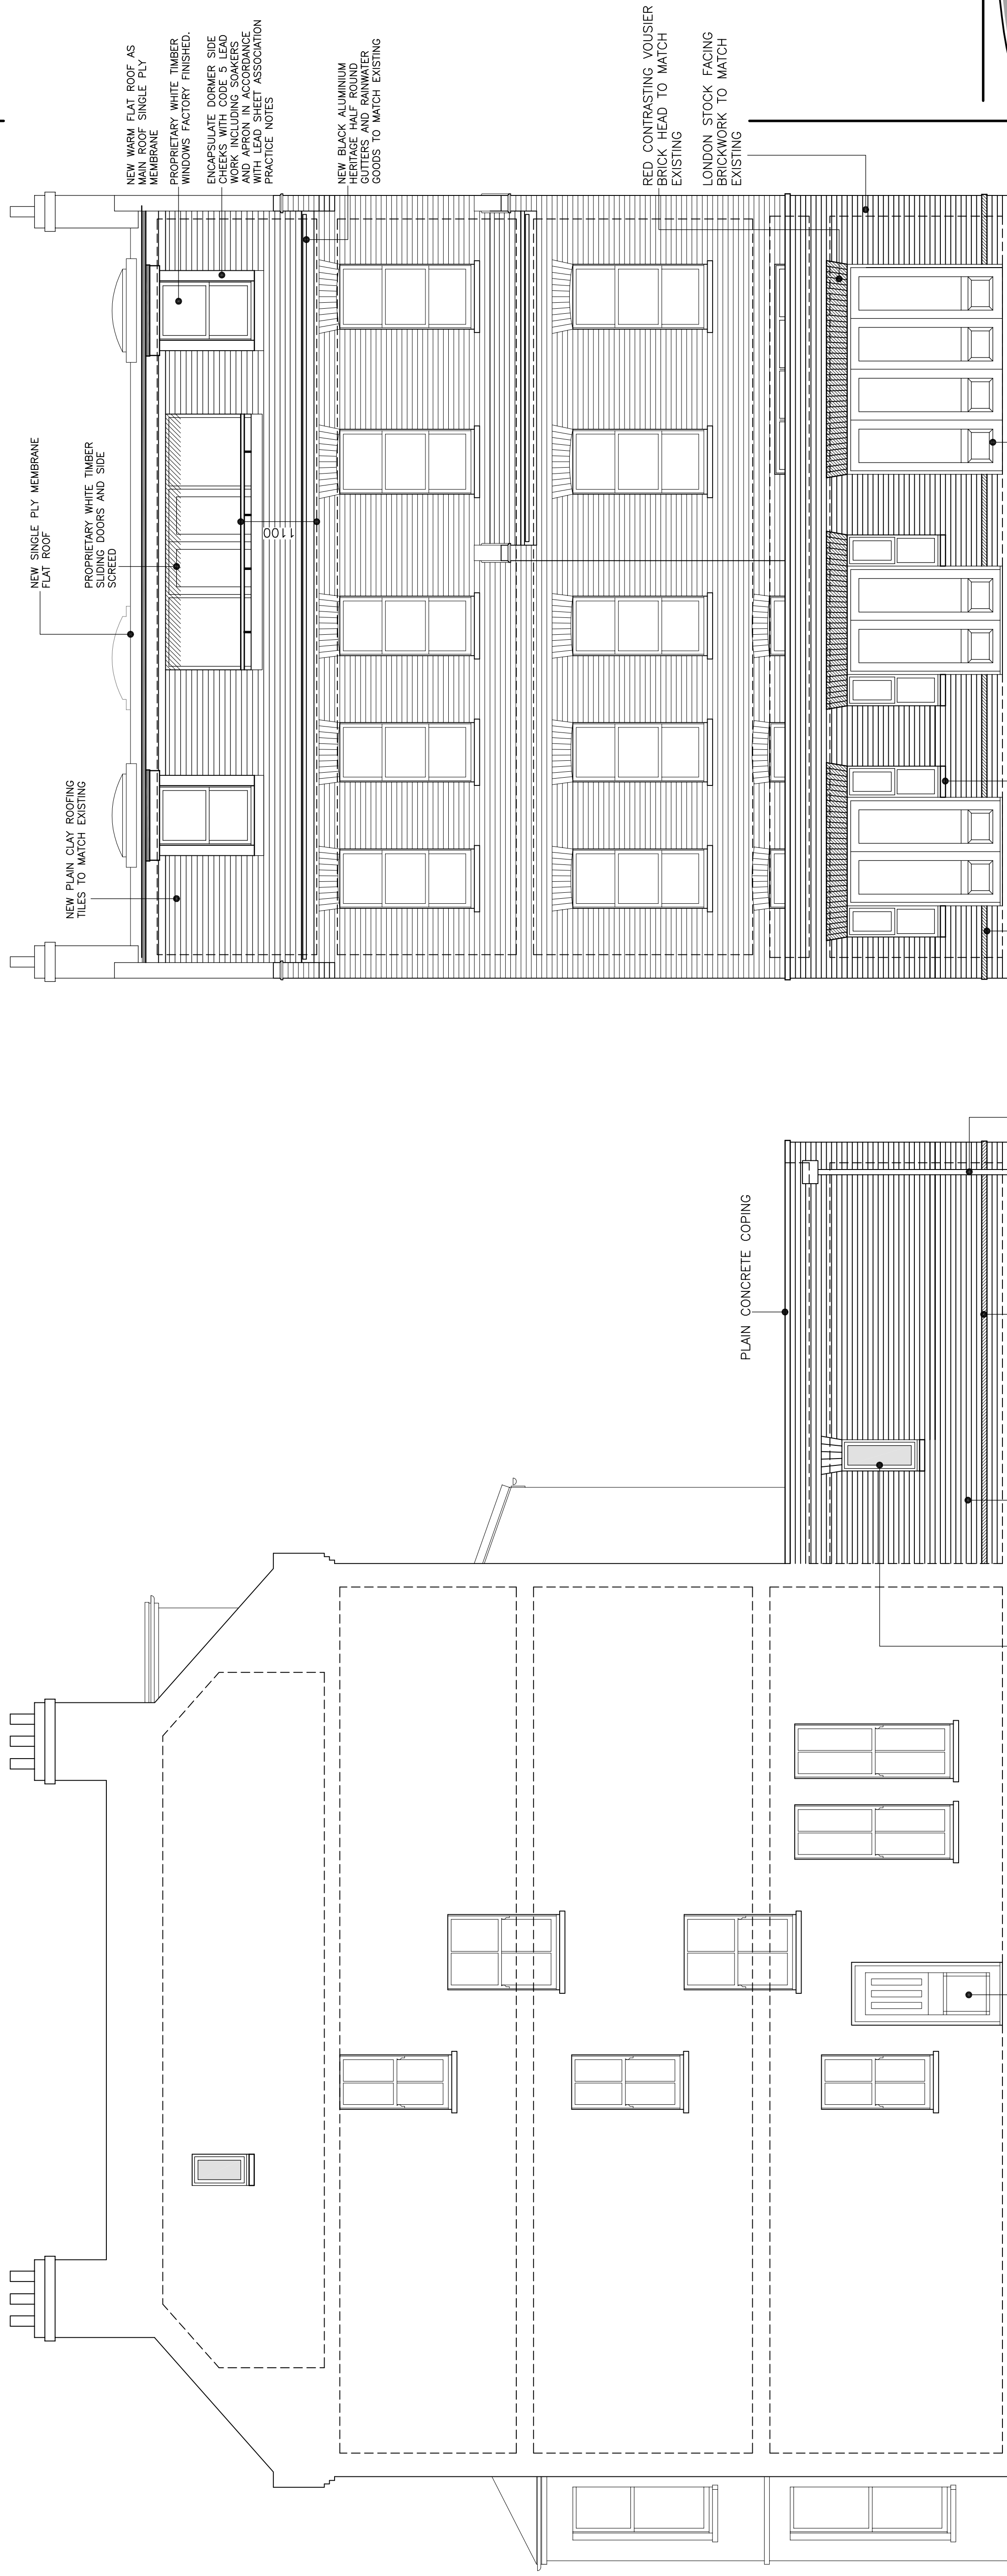 NEW PLAIN CLAY ROOFING
TILES TO MATCH EXISTING
NEW SINGLE PLY MEMBRANE
FLAT ROOF
PROPRIETARY WHITE TIMBER
SLIDING DOORS AND SIDE
SCREED
NEW WARM FLAT ROOF AS
MAIN ROOF SINGLE PLY
MEMBRANE
PROPRIETARY WHITE TIMBER
WINDOWS FACTORY FINISHED.
ENCAPSULATE DORMER SIDE
CHEEKS WITH CODE 5 LEAD
WORK INCLUDING SOAKERS
AND APRON IN ACCORDANCE
WITH LEAD SHEET ASSOCIATION
PRACTICE NOTES
1100
NEW BLACK ALUMINIUM
HERITAGE HALF ROUND
GUTTERS AND RAINWATER
GOODS TO MATCH EXISTING
RED CONTRASTING VOUSIER
BRICK HEAD TO MATCH
EXISTING
LONDON STOCK FACING
BRICKWORK TO MATCH
EXISTING
PLAIN CONCRETE COPING